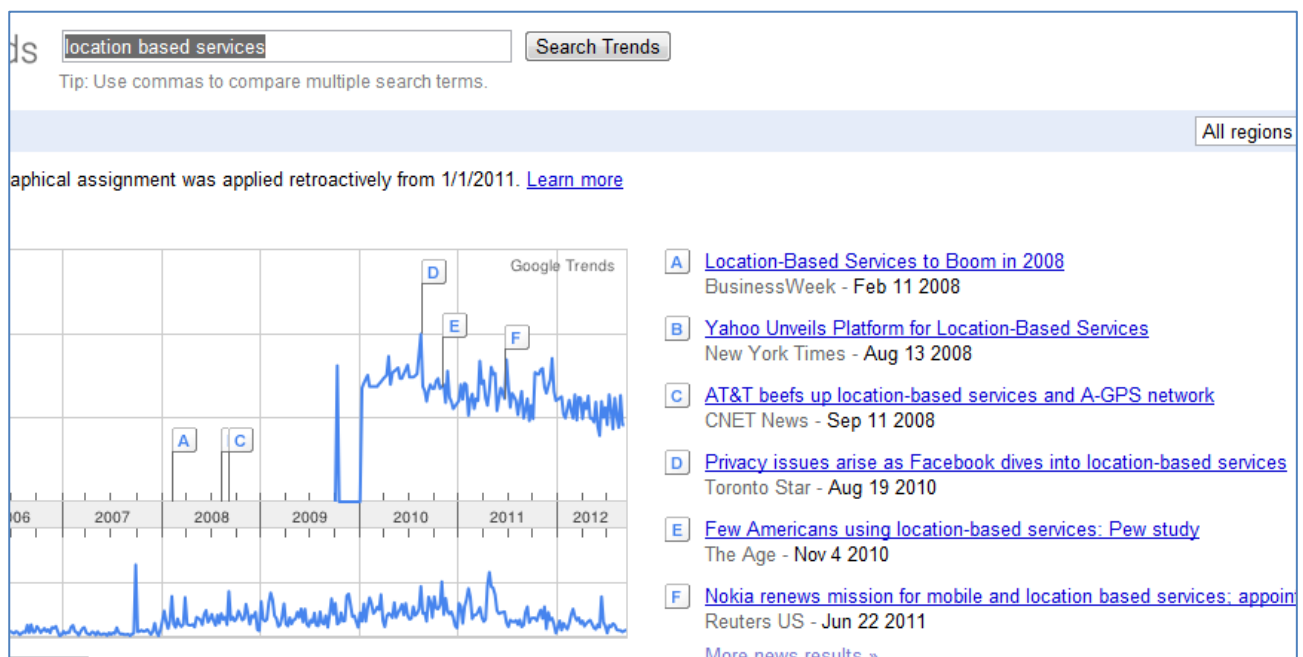 ds location based services Search Trends
Tip: Use commas to compare multiple search terms.
All regions
aphical assignment was applied retroactively from 1/1/2011. Learn more
Google Trends
D
E
F
A
C
06 2007 2008 2009 2010 2011 2012
A Location-Based Services to Boom in 2008
BusinessWeek - Feb 11 2008
B Yahoo Unveils Platform for Location-Based Services
New York Times - Aug 13 2008
C AT&T beefs up location-based services and A-GPS network
CNET News - Sep 11 2008
D Privacy issues arise as Facebook dives into location-based services
Toronto Star - Aug 19 2010
E Few Americans using location-based services: Pew study
The Age - Nov 4 2010
F Nokia renews mission for mobile and location based services; appoin
Reuters US - Jun 22 2011
More news results »